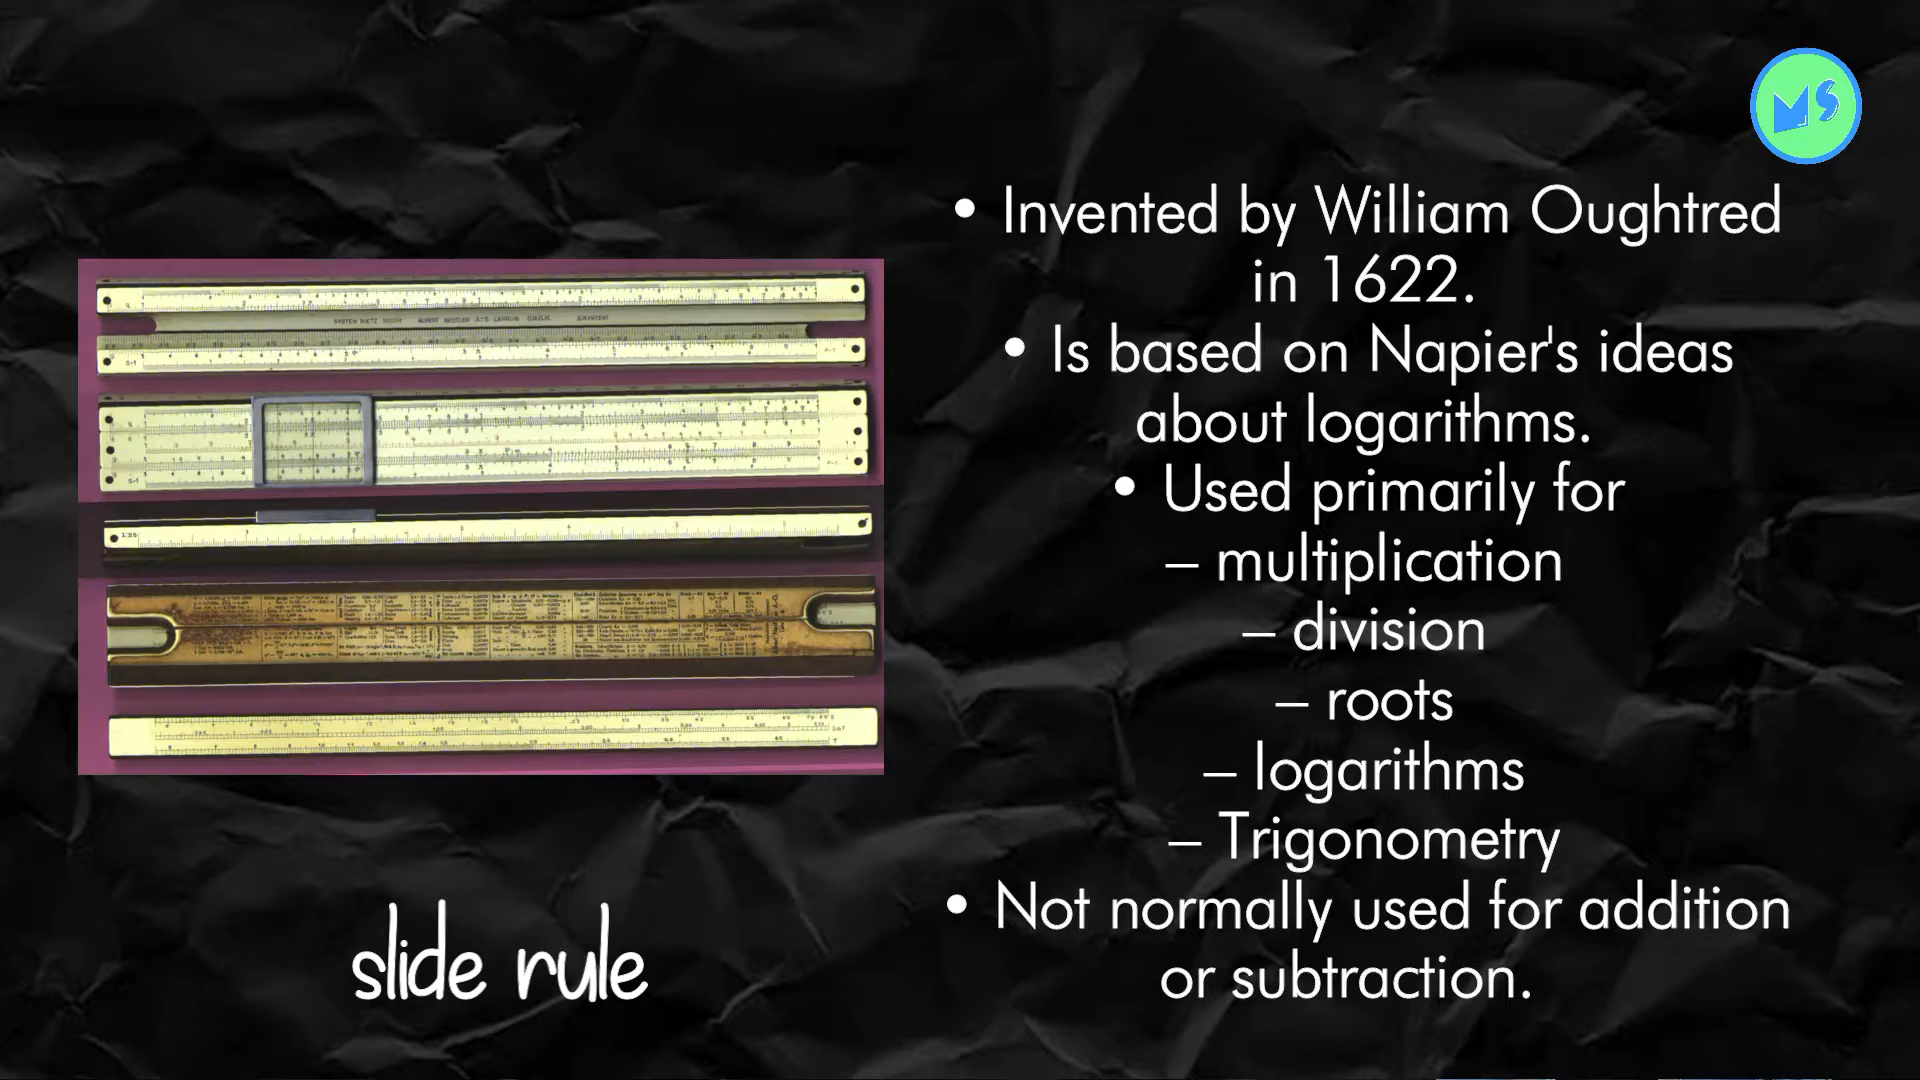 MS
• Invented by William Oughtred
in 1622.
• Is based on Napier's ideas
about logarithms.
• Used primarily for
– multiplication
– division
– roots
– logarithms
– Trigonometry
• Not normally used for addition
or subtraction.
slide rule